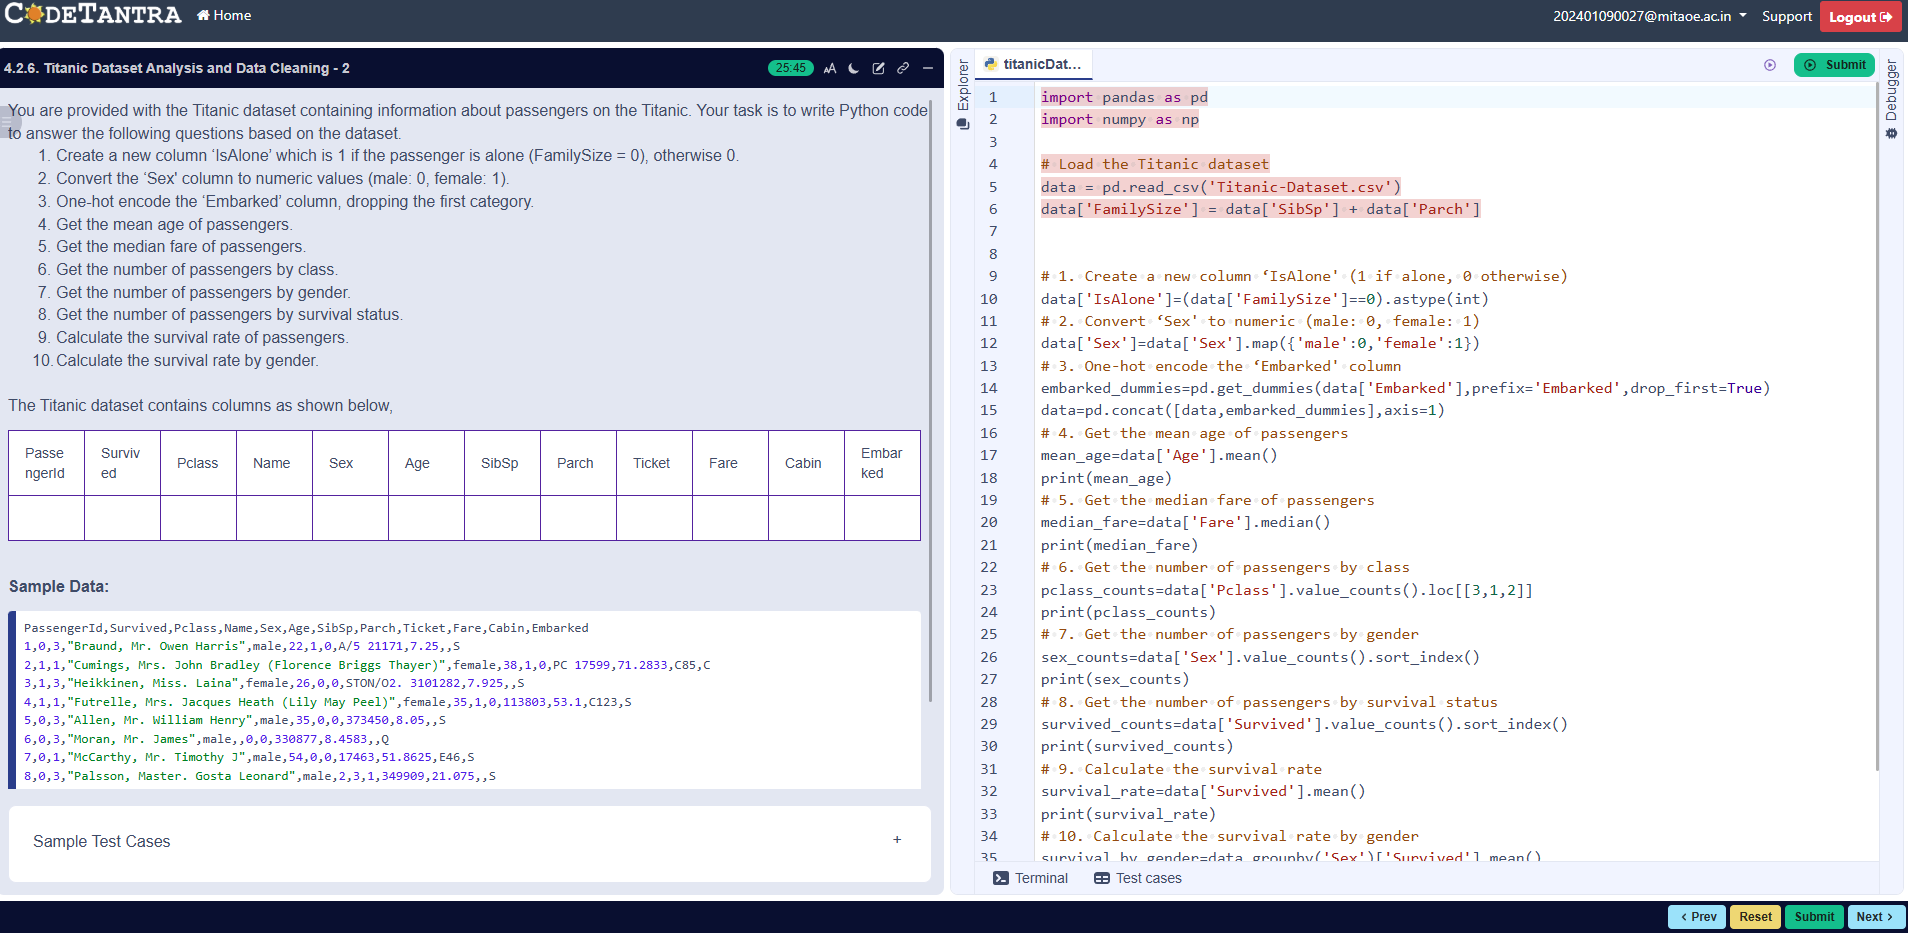 CODETANTRA
Home
202401090027@mitaoe.ac.in
Support
Logout
4.2.6. Titanic Dataset Analysis and Data Cleaning - 2
25:45
You are provided with the Titanic dataset containing information about passengers on the Titanic. Your task is to write Python code
to answer the following questions based on the dataset.
1. Create a new column ‘IsAlone’ which is 1 if the passenger is alone (FamilySize = 0), otherwise 0.
2. Convert the ‘Sex' column to numeric values (male: 0, female: 1).
3. One-hot encode the ‘Embarked’ column, dropping the first category.
4. Get the mean age of passengers.
5. Get the median fare of passengers.
6. Get the number of passengers by class.
7. Get the number of passengers by gender.
8. Get the number of passengers by survival status.
9. Calculate the survival rate of passengers.
10. Calculate the survival rate by gender.
The Titanic dataset contains columns as shown below,
Passe
ngerId
Surviv
ed
Pclass
Name
Sex
Age
SibSp
Parch
Ticket
Fare
Cabin
Embar
ked
Sample Data:
PassengerId,Survived,Pclass,Name,Sex,Age,SibSp,Parch,Ticket,Fare,Cabin,Embarked
1,0,3,"Braund, Mr. Owen Harris",male,22,1,0,A/5 21171,7.25,,S
2,1,1,"Cumings, Mrs. John Bradley (Florence Briggs Thayer)",female,38,1,0,PC 17599,71.2833,C85,C
3,1,3,"Heikkinen, Miss. Laina",female,26,0,0,STON/O2. 3101282,7.925,,S
4,1,1,"Futrelle, Mrs. Jacques Heath (Lily May Peel)",female,35,1,0,113803,53.1,C123,S
5,0,3,"Allen, Mr. William Henry",male,35,0,0,373450,8.05,,S
6,0,3,"Moran, Mr. James",male,,0,0,330877,8.4583,,Q
7,0,1,"McCarthy, Mr. Timothy J",male,54,0,0,17463,51.8625,E46,S
8,0,3,"Palsson, Master. Gosta Leonard",male,2,3,1,349909,21.075,,S
Sample Test Cases
+
Explorer
titanicDat...
Submit
Debugger
1 import pandas as pd
2 import numpy as np
3
4 # Load the Titanic dataset
5 data = pd.read_csv('Titanic-Dataset.csv')
6 data['FamilySize'] = data['SibSp'] + data['Parch']
7
8
9 # 1. Create a new column ‘IsAlone' (1 if alone, 0 otherwise)
10 data['IsAlone']=(data['FamilySize']==0).astype(int)
11 # 2. Convert ‘Sex' to numeric (male: 0, female: 1)
12 data['Sex']=data['Sex'].map({'male':0,'female':1})
13 # 3. One-hot encode the ‘Embarked' column
14 embarked_dummies=pd.get_dummies(data['Embarked'],prefix='Embarked',drop_first=True)
15 data=pd.concat([data,embarked_dummies],axis=1)
16 # 4. Get the mean age of passengers
17 mean_age=data['Age'].mean()
18 print(mean_age)
19 # 5. Get the median fare of passengers
20 median_fare=data['Fare'].median()
21 print(median_fare)
22 # 6. Get the number of passengers by class
23 pclass_counts=data['Pclass'].value_counts().loc[[3,1,2]]
24 print(pclass_counts)
25 # 7. Get the number of passengers by gender
26 sex_counts=data['Sex'].value_counts().sort_index()
27 print(sex_counts)
28 # 8. Get the number of passengers by survival status
29 survived_counts=data['Survived'].value_counts().sort_index()
30 print(survived_counts)
31 # 9. Calculate the survival rate
32 survival_rate=data['Survived'].mean()
33 print(survival_rate)
34 # 10. Calculate the survival rate by gender
35 survival_by_gender=data.groupby('Sex')['Survived'].mean()
Terminal
Test cases
Prev
Reset
Submit
Next